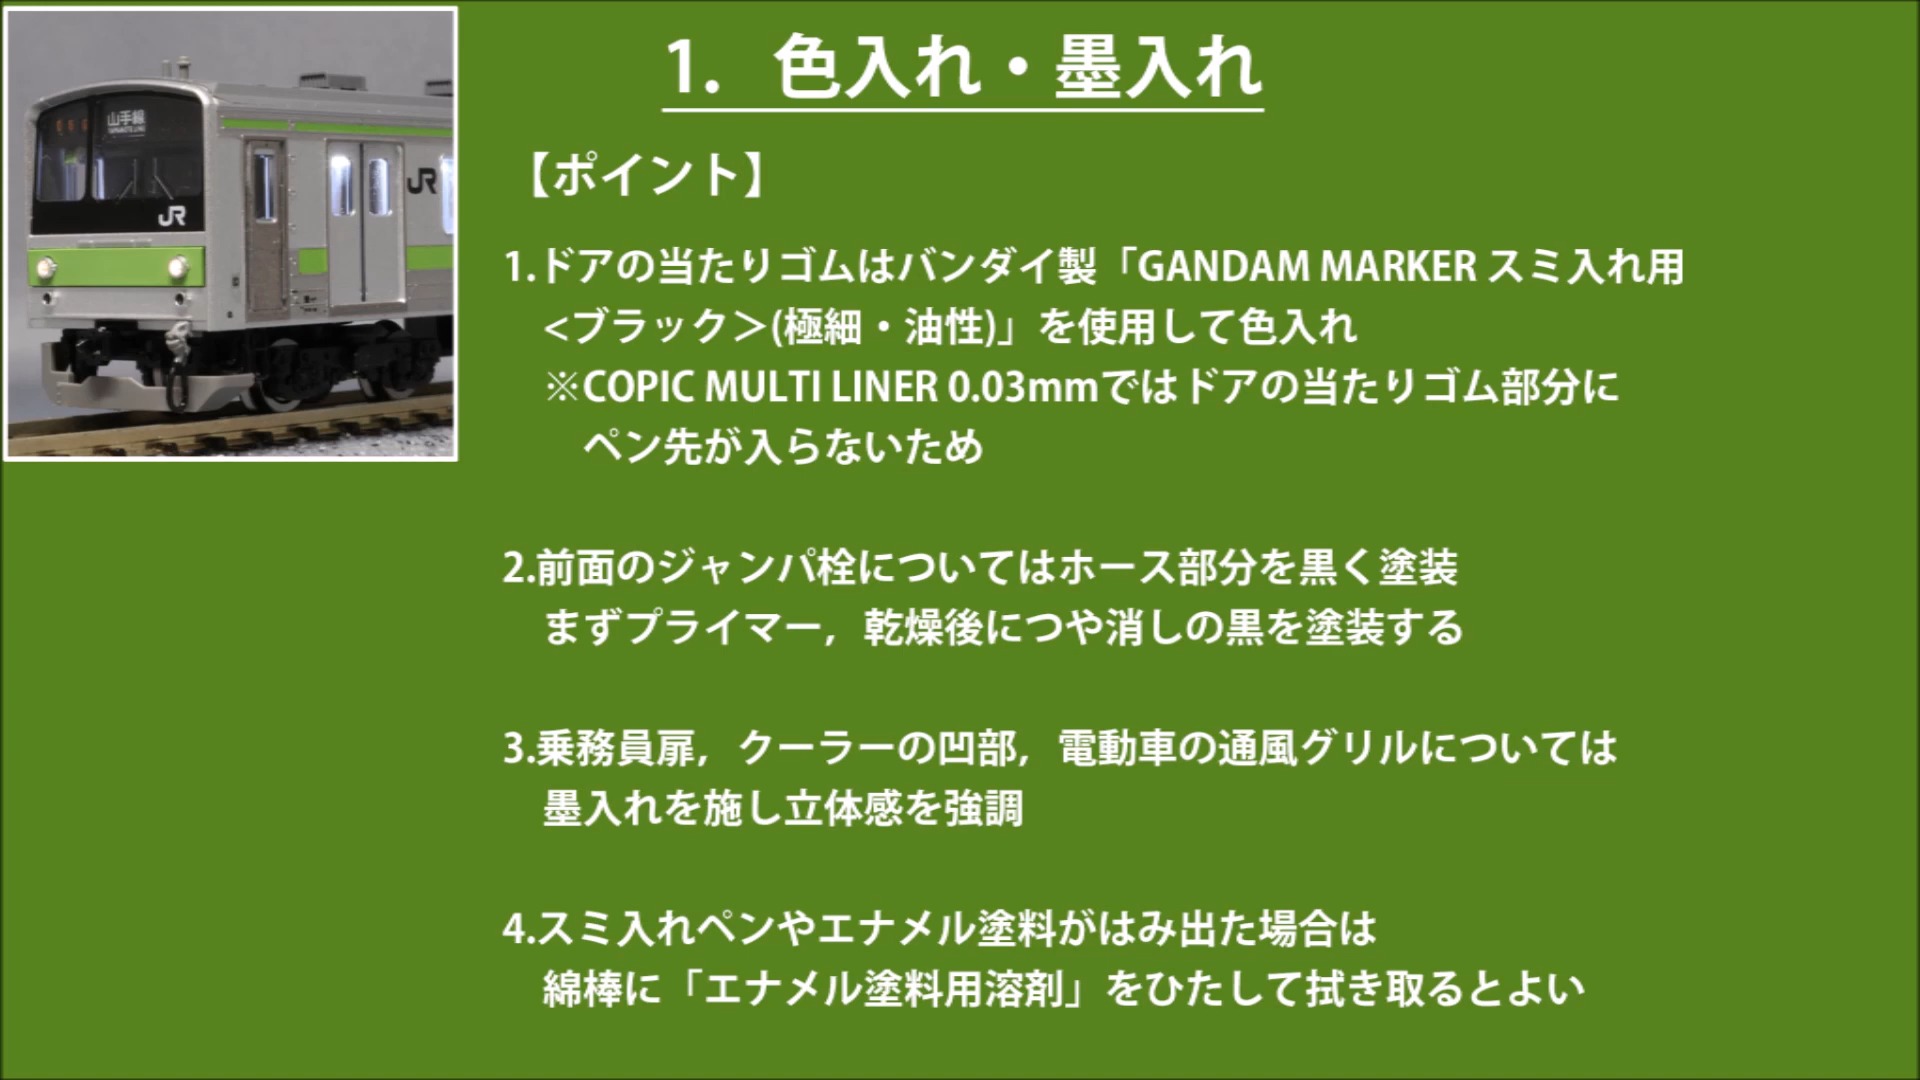 山手線
JR
JR
1. 色入れ・墨入れ
【ポイント】
1.ドアの当たりゴムはバンダイ製「GANDAM MARKER スミ入れ用
<ブラック＞(極細・油性)」を使用して色入れ
※COPIC MULTI LINER 0.03mmではドアの当たりゴム部分に
ペン先が入らないため
2.前面のジャンパ栓についてはホース部分を黒く塗装
まずプライマー，乾燥後につや消しの黒を塗装する
3.乗務員扉，クーラーの凹部，電動車の通風グリルについては
墨入れを施し立体感を強調
4.スミ入れペンやエナメル塗料がはみ出た場合は
綿棒に「エナメル塗料用溶剤」をひたして拭き取るとよい